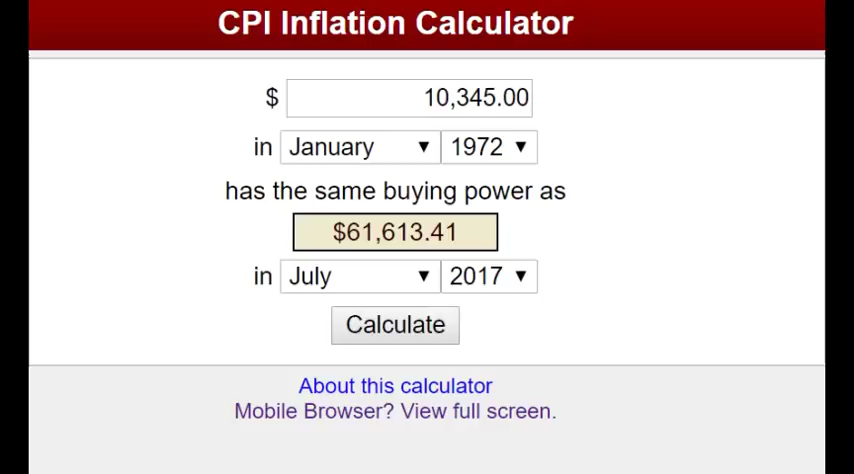 CPI Inflation Calculator
$ 10,345.00
in January 1972
has the same buying power as
$61,613.41
in July 2017
Calculate
About this calculator
Mobile Browser? View full screen.